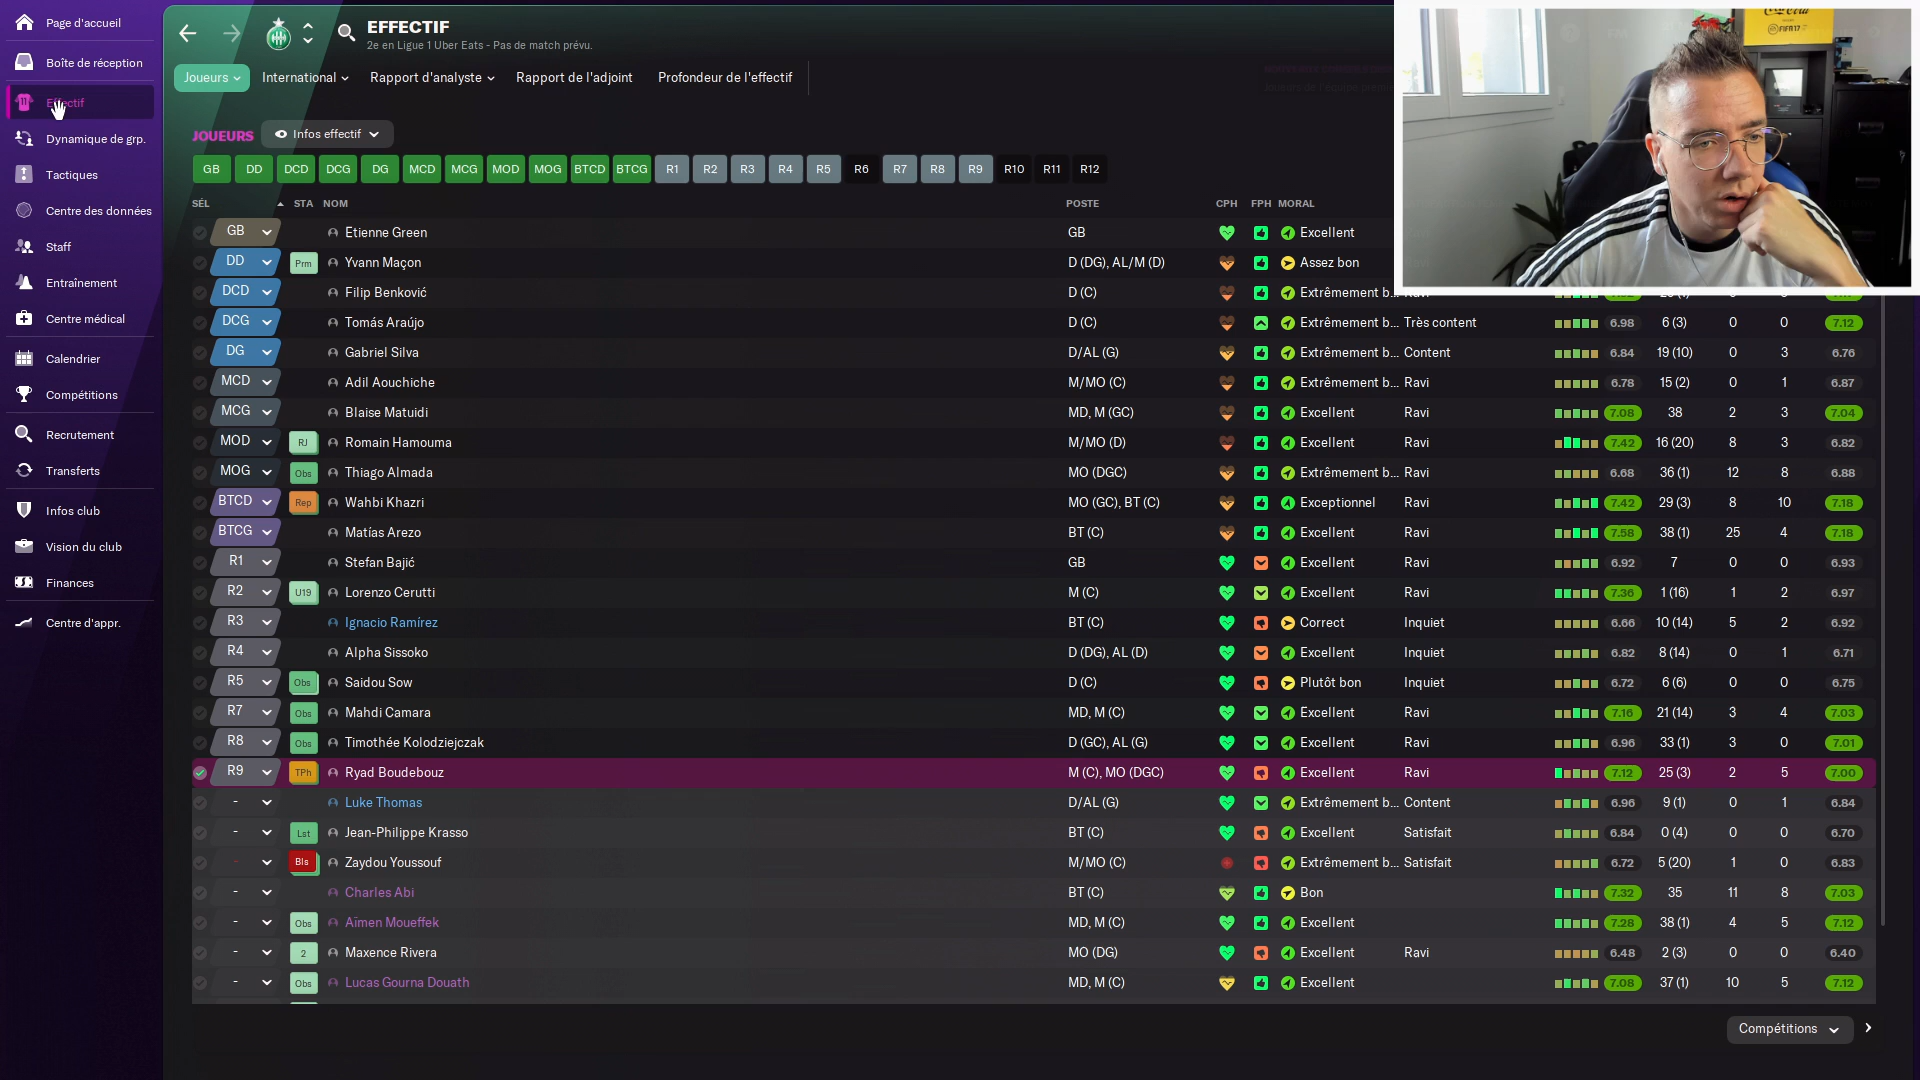 Page d'accueil
Boîte de réception
Effectif
Dynamique de grp.
Tactiques
Centre des données
Staff
Entraînement
Centre médical
Calendrier
Compétitions
Recrutement
Transferts
Infos club
Vision du club
Finances
Centre d'appr.
EFFECTIF
2e en Ligue 1 Uber Eats - Pas de match prévu.
Joueurs International Rapport d'analyste Rapport de l'adjoint Profondeur de l'effectif
JOUEURS Infos effectif
GB DD DCD DCG DG MCD MCG MOD MOG BTCD BTCG R1 R2 R3 R4 R5 R6 R7 R8 R9 R10 R11 R12
SÉL STA NOM POSTE CPH FPH MORAL
GB Etienne Green GB Excellent
DD Prm Yvann Maçon D (DG), AL/M (D) Assez bon
DCD Filip Benković D (C) Extrêmement b...
DCG Tomás Araújo D (C) Extrêmement b... Très content 6.98 6 (3) 0 0 7.12
DG Gabriel Silva D/AL (G) Extrêmement b... Content 6.84 19 (10) 0 3 6.76
MCD Adil Aouchiche M/MO (C) Extrêmement b... Ravi 6.78 15 (2) 0 1 6.87
MCG Blaise Matuidi MD, M (GC) Excellent Ravi 7.08 38 2 3 7.04
MOD RJ Romain Hamouma M/MO (D) Excellent Ravi 7.42 16 (20) 8 3 6.82
MOG Obs Thiago Almada MO (DGC) Extrêmement b... Ravi 6.68 36 (1) 12 8 6.88
BTCD Rep Wahbi Khazri MO (GC), BT (C) Exceptionnel Ravi 7.42 29 (3) 8 10 7.18
BTCG Matías Arezo BT (C) Excellent Ravi 7.58 38 (1) 25 4 7.18
R1 Stefan Bajić GB Excellent Ravi 6.92 7 0 0 6.93
R2 U19 Lorenzo Cerutti M (C) Excellent Ravi 7.36 1 (16) 1 2 6.97
R3 Ignacio Ramírez BT (C) Correct Inquiet 6.66 10 (14) 5 2 6.92
R4 Alpha Sissoko D (DG), AL (D) Excellent Inquiet 6.82 8 (14) 0 1 6.71
R5 Obs Saidou Sow D (C) Plutôt bon Inquiet 6.72 6 (6) 0 0 6.75
R7 Obs Mahdi Camara MD, M (C) Excellent Ravi 7.16 21 (14) 3 4 7.03
R8 Obs Timothée Kolodziejczak D (GC), AL (G) Excellent Ravi 6.96 33 (1) 3 0 7.01
R9 TPh Ryad Boudebouz M (C), MO (DGC) Excellent Ravi 7.12 25 (3) 2 5 7.00
- Luke Thomas D/AL (G) Extrêmement b... Content 6.96 9 (1) 0 1 6.84
- Lst Jean-Philippe Krasso BT (C) Excellent Satisfait 6.84 0 (4) 0 0 6.70
- Bls Zaydou Youssouf M/MO (C) Extrêmement b... Satisfait 6.72 5 (20) 1 0 6.83
- Charles Abi BT (C) Bon 7.32 35 11 8 7.03
- Obs Aïmen Moueffek MD, M (C) Excellent 7.28 38 (1) 4 5 7.12
- 2 Maxence Rivera MO (DG) Excellent Ravi 6.48 2 (3) 0 0 6.40
- Obs Lucas Gourna Douath MD, M (C) Excellent 7.08 37 (1) 10 5 7.12
Compétitions